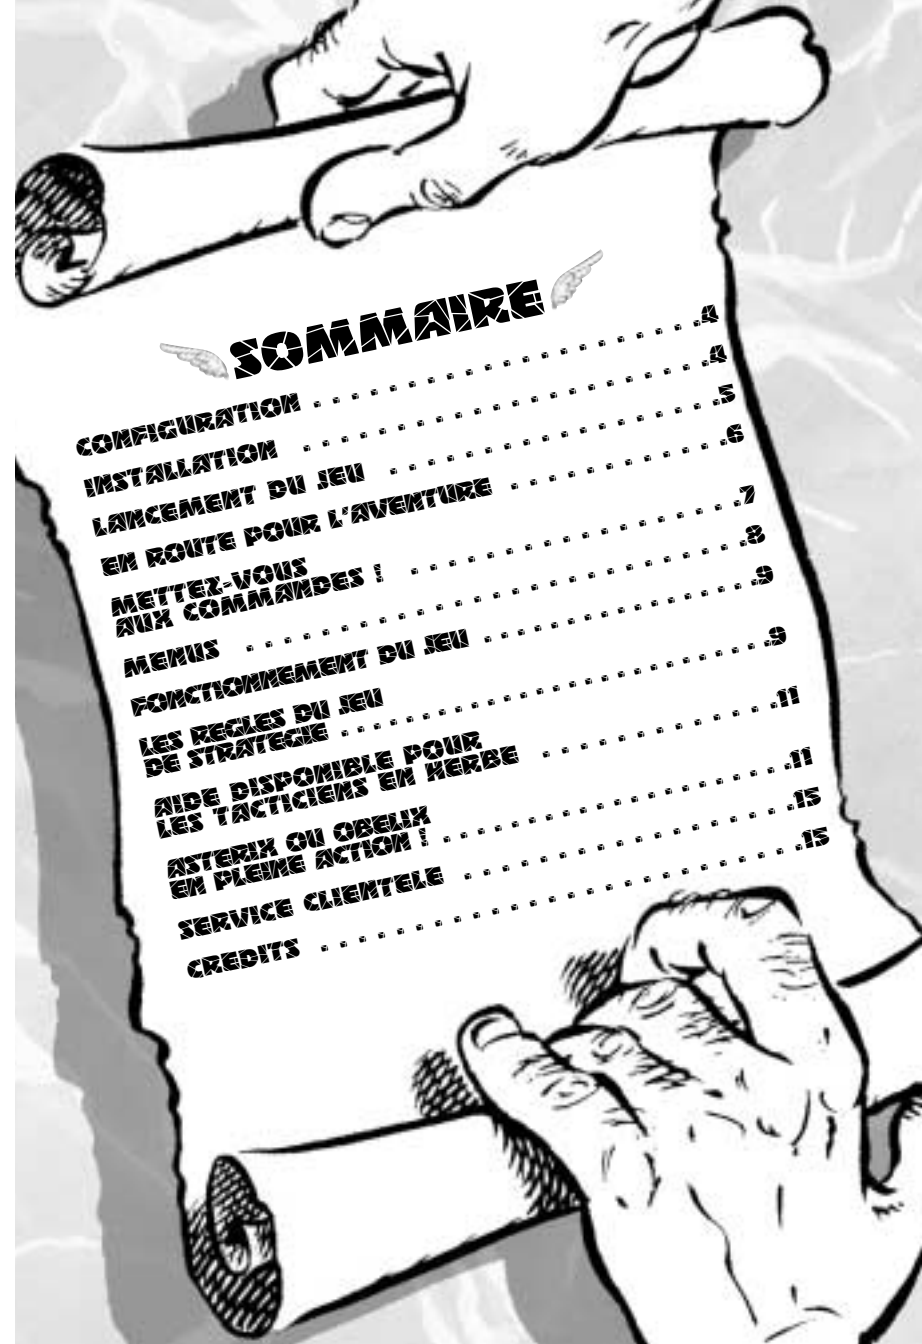 SOMMAIRE
CONFIGURATION . . . . . . . . . . . . . . . . . . . . .4
INSTALLATION . . . . . . . . . . . . . . . . . . . . . .4
LANCEMENT DU JEU . . . . . . . . . . . . . . . . . .5
EN ROUTE POUR L'AVENTURE . . . . . . . . . . . .6
METTEZ-VOUS
AUX COMMANDES ! . . . . . . . . . . . . . . . . . .7
MENUS . . . . . . . . . . . . . . . . . . . . . . . . . . .8
FONCTIONNEMENT DU JEU . . . . . . . . . . . . . . .9
LES REGLES DU JEU
DE STRATEGIE . . . . . . . . . . . . . . . . . . . . . . .9
AIDE DISPONIBLE POUR
LES TACTICIENS EN HERBE . . . . . . . . . . . . .11
ASTERIX OU OBELIX
EN PLEINE ACTION ! . . . . . . . . . . . . . . . . . . .11
SERVICE CLIENTELE . . . . . . . . . . . . . . . . . .15
CREDITS . . . . . . . . . . . . . . . . . . . . . . . . . .15